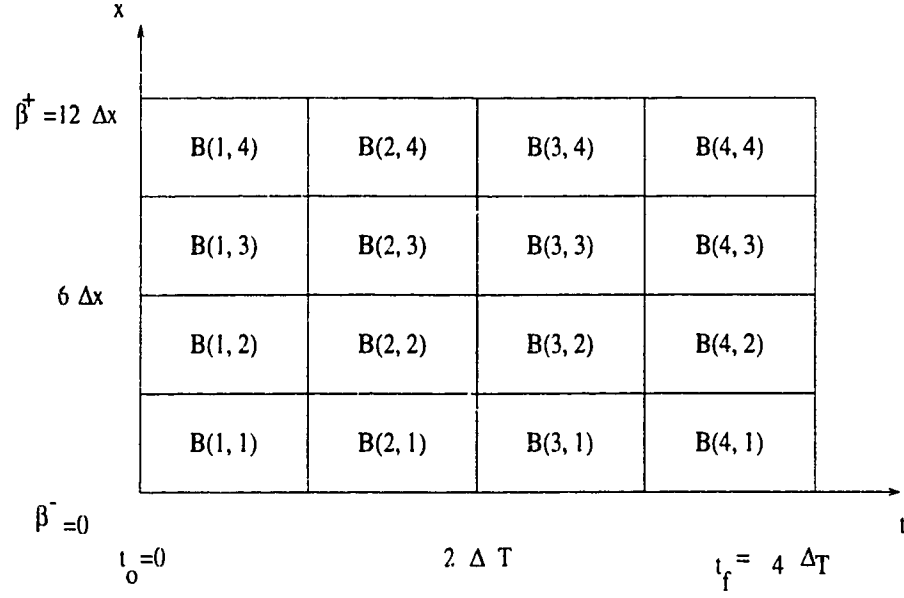 x
β⁺ =12 Δx
B(1, 4) B(2, 4) B(3, 4) B(4, 4)
B(1, 3) B(2, 3) B(3, 3) B(4, 3)
6 Δx
B(1, 2) B(2, 2) B(3, 2) B(4, 2)
B(1, 1) B(2, 1) B(3, 1) B(4, 1)
β⁻ =0
t
t_o=0 2 Δ T t_f = 4 ΔT